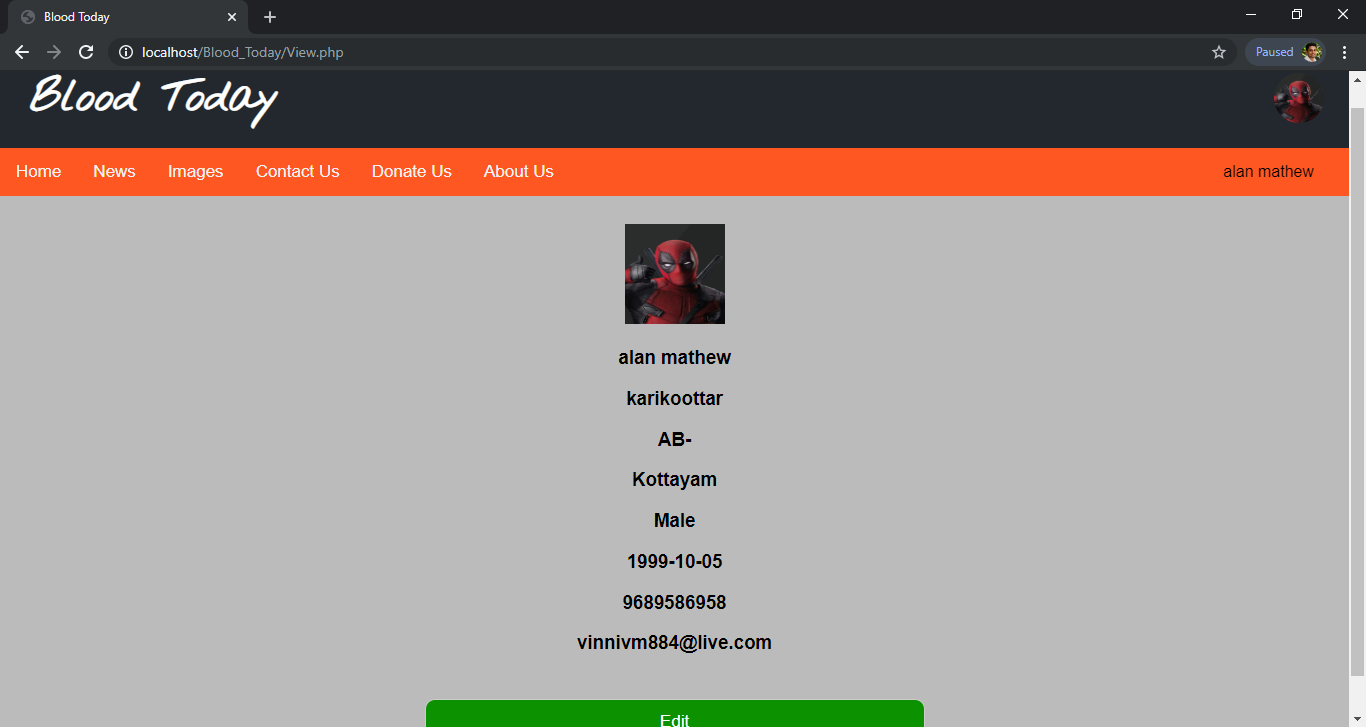 Blood Today
localhost/Blood_Today/View.php
Paused
Blood Today
Home News Images Contact Us Donate Us About Us alan mathew
alan mathew
karikoottar
AB-
Kottayam
Male
1999-10-05
9689586958
vinnivm884@live.com
Edit